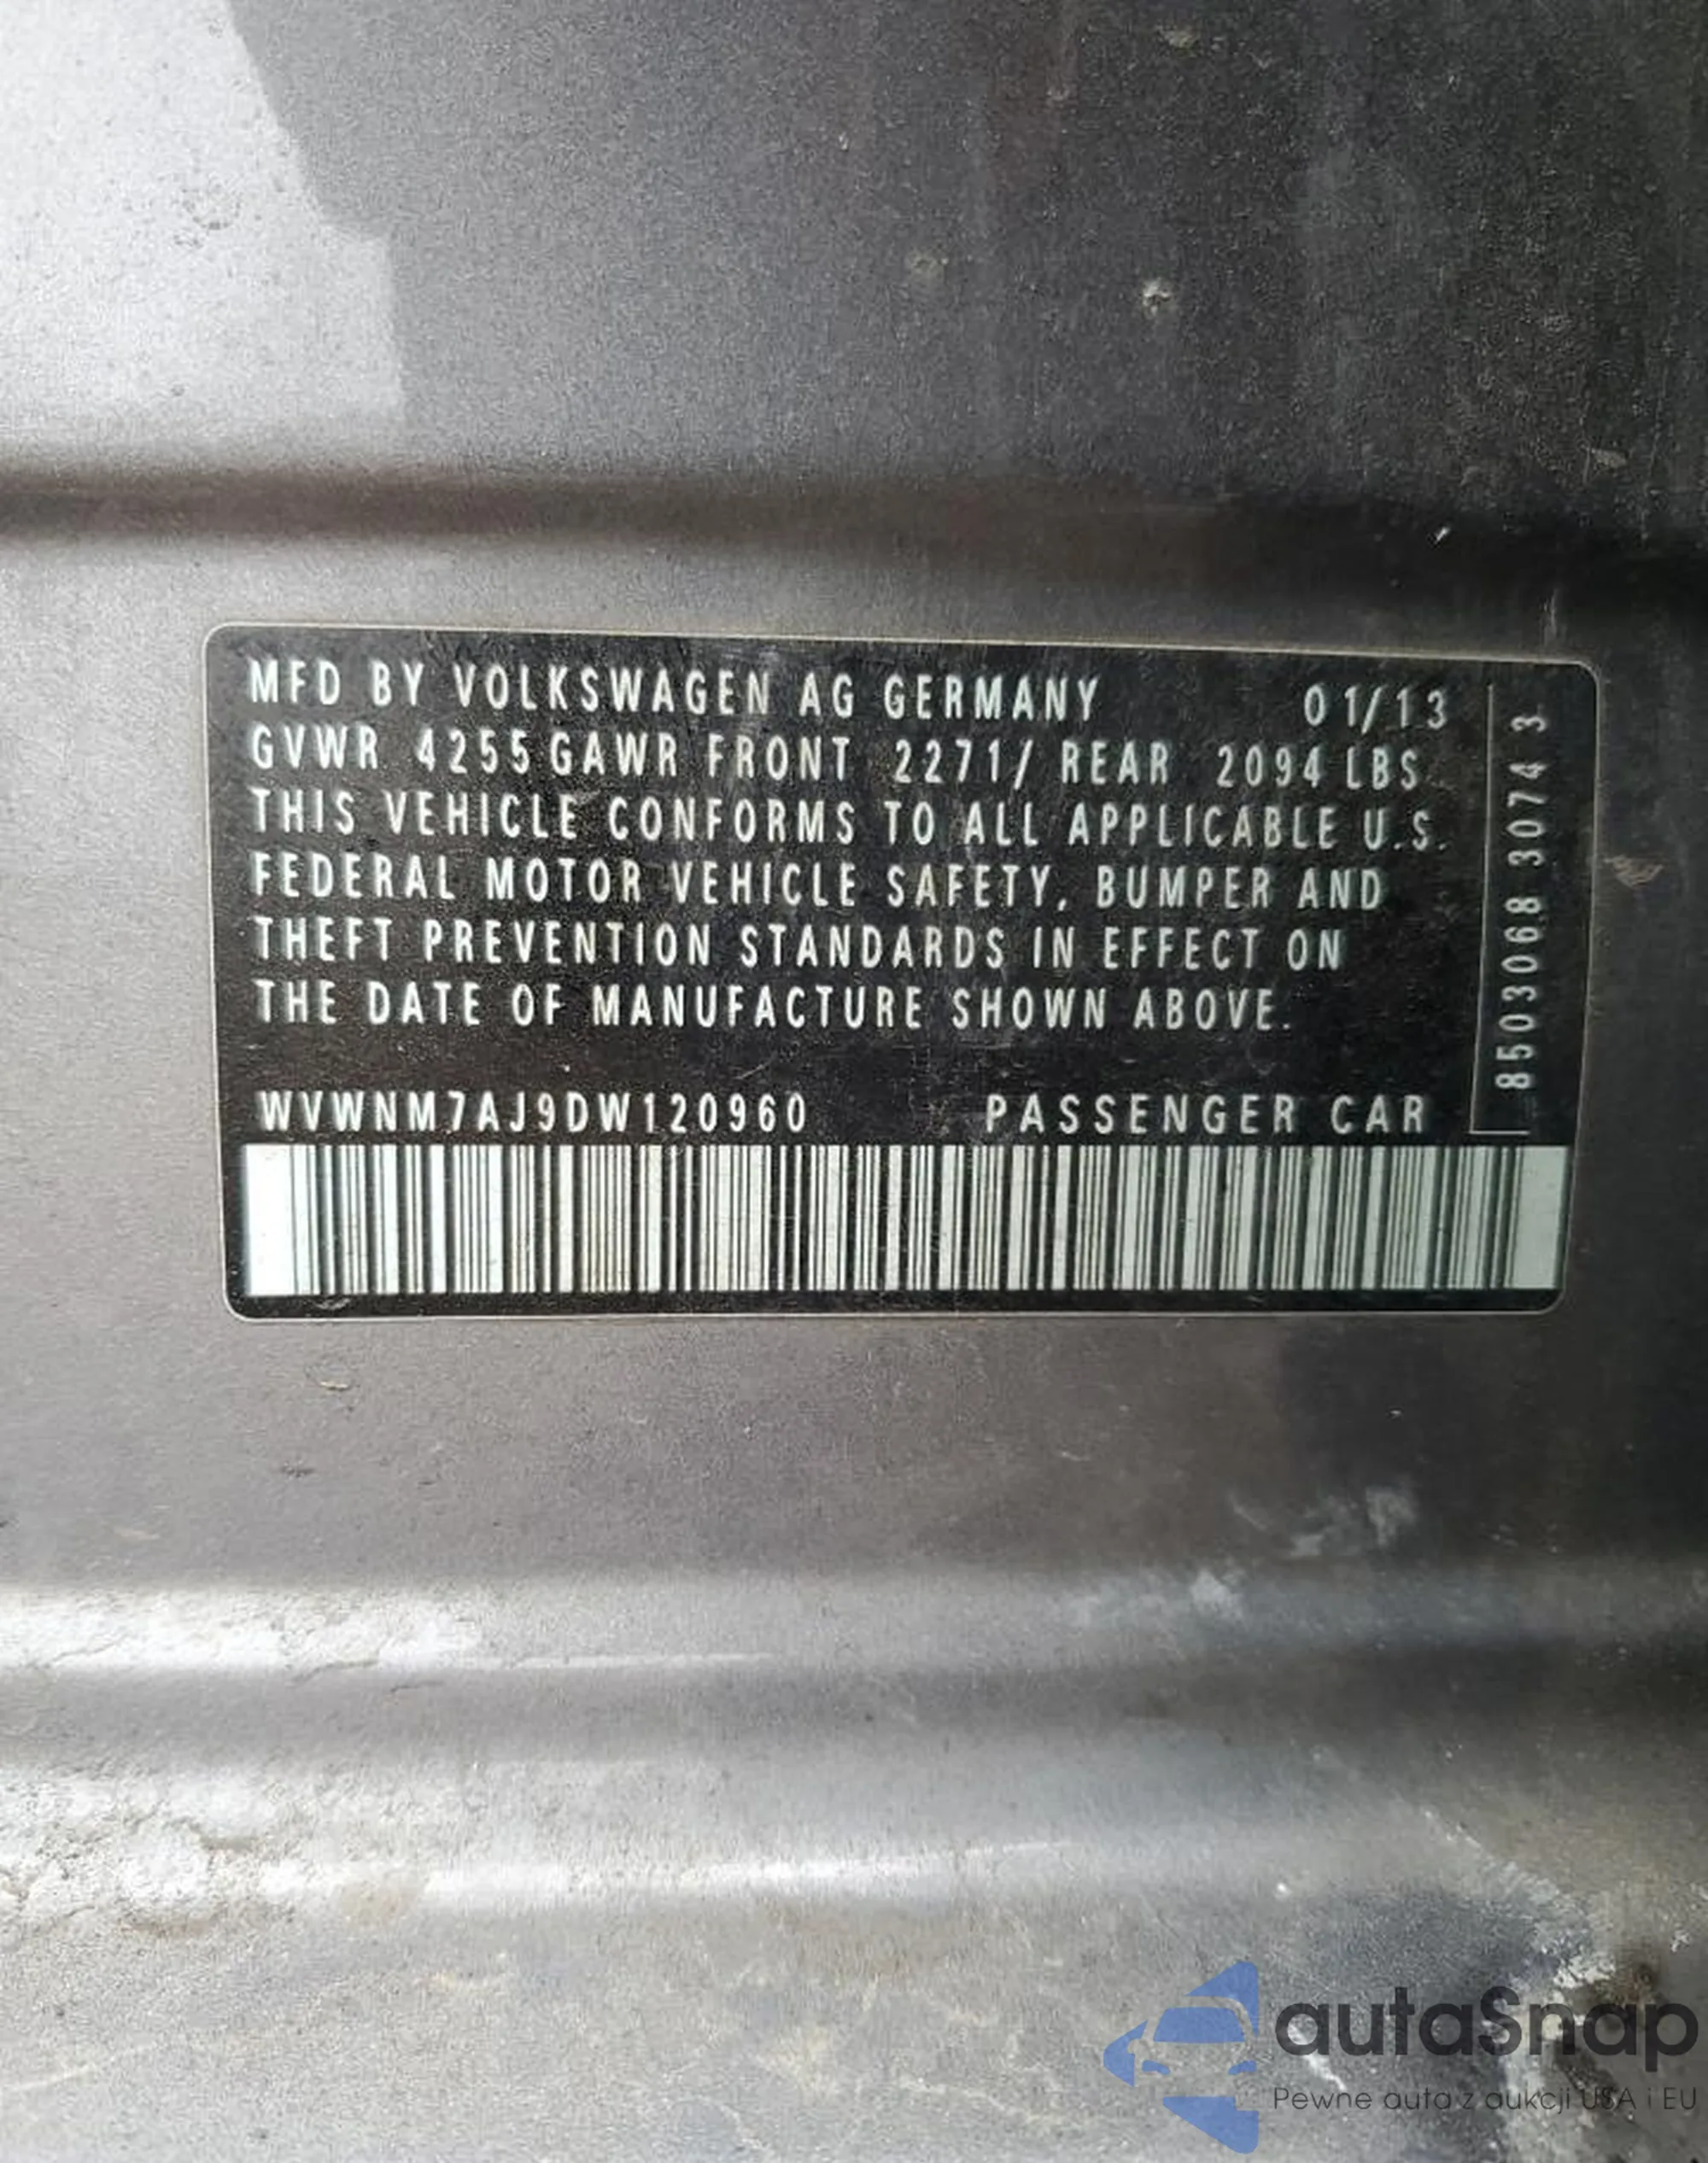 MFD BY VOLKSWAGEN AG GERMANY 01/13
GVWR 4255 GAWR FRONT 2271/ REAR 2094 LBS
THIS VEHICLE CONFORMS TO ALL APPLICABLE U.S.
FEDERAL MOTOR VEHICLE SAFETY, BUMPER AND
THEFT PREVENTION STANDARDS IN EFFECT ON
THE DATE OF MANUFACTURE SHOWN ABOVE.
WVWNM7AJ9DW120960 PASSENGER CAR
8503068 3074 3
autaSnap
Pewne auta z aukcji USA i EU